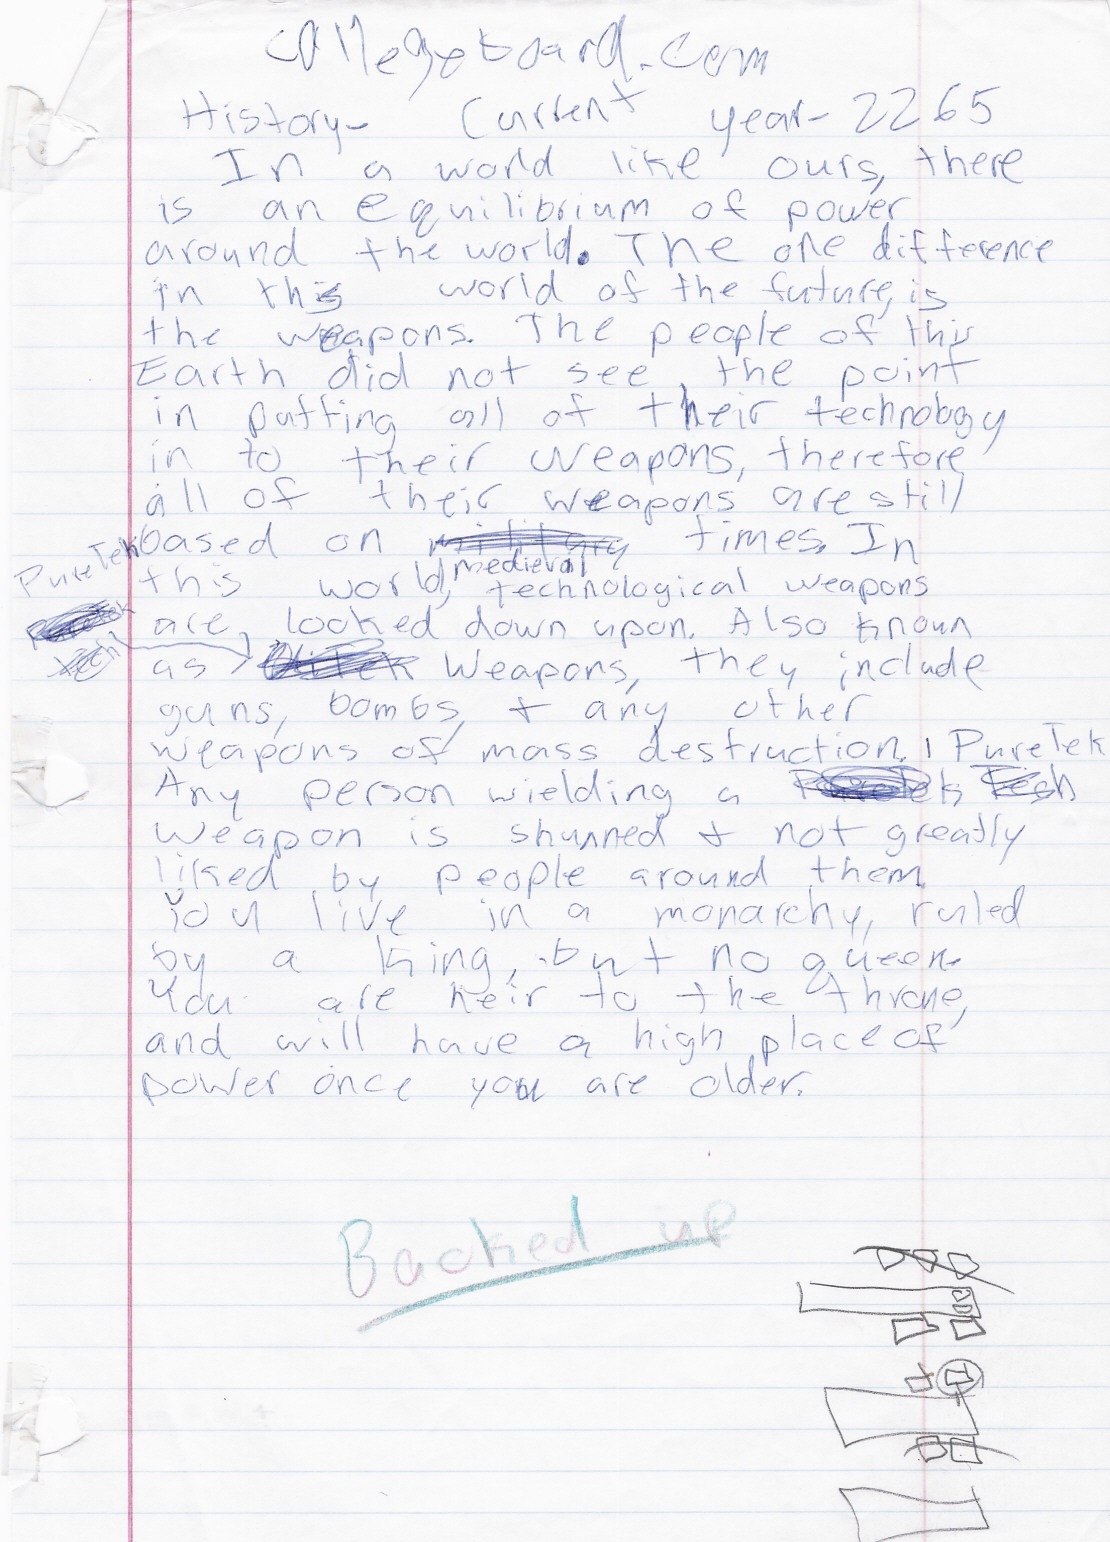 collegeboard.com
History- Current year- 2265
In a world like ours, there
is an equilibrium of power
around the world. The one difference
in this world of the future, is
the weapons. The people of this
Earth did not see the point
in putting all of their technology
in to their weapons, therefore
all of their weapons are still
based on military times. In
medieval
PureTek
this world, technological weapons
are looked down upon. Also known
Tech
as weapons, they include
guns, bombs, + any other
weapons of mass destruction. PureTek
Any person wielding a Tech
weapon is shunned + not greatly
liked by people around them.
You live in a monarchy, ruled
by a king, but no queen.
You are heir to the throne,
and will have a high place of
power once you are older.
Backed up